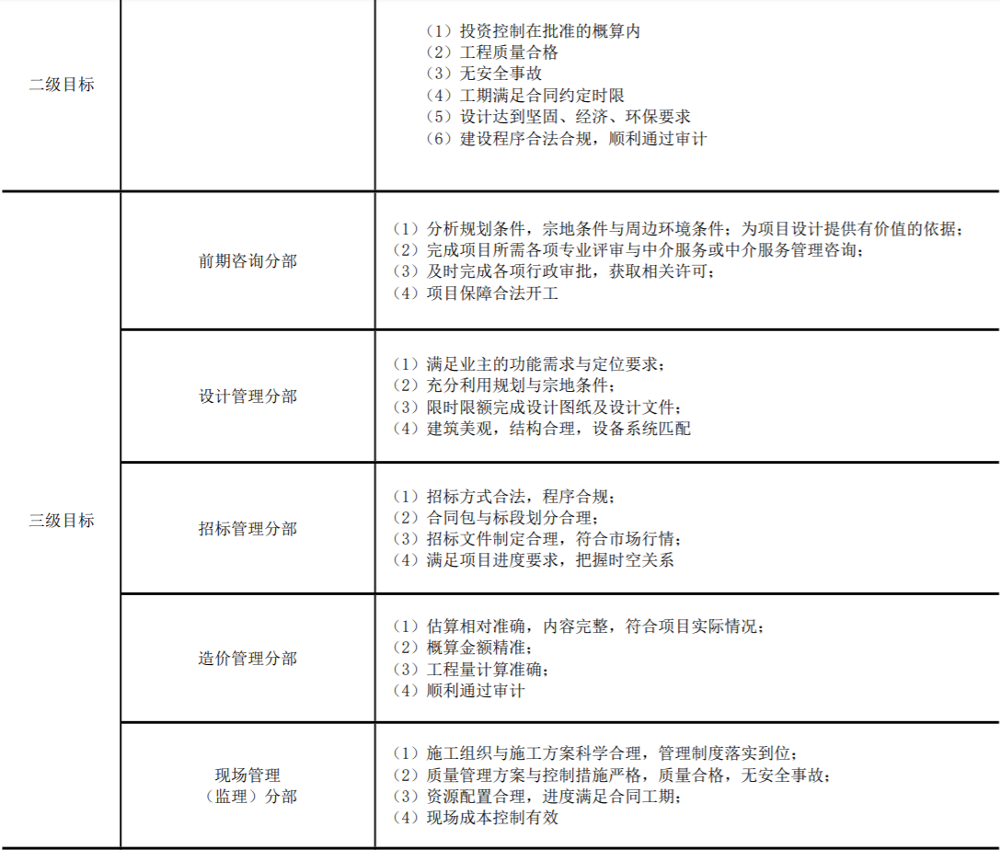 二级目标
（1）投资控制在批准的概算内
（2）工程质量合格
（3）无安全事故
（4）工期满足合同约定时限
（5）设计达到坚固、经济、环保要求
（6）建设程序合法合规，顺利通过审计
三级目标
前期咨询分部
（1）分析规划条件，宗地条件与周边环境条件；为项目设计提供有价值的依据；
（2）完成项目所需各项专业评审与中介服务或中介服务管理咨询；
（3）及时完成各项行政审批，获取相关许可；
（4）项目保障合法开工
设计管理分部
（1）满足业主的功能需求与定位要求；
（2）充分利用规划与宗地条件；
（3）限时限额完成设计图纸及设计文件；
（4）建筑美观，结构合理，设备系统匹配
招标管理分部
（1）招标方式合法，程序合规；
（2）合同包与标段划分合理；
（3）招标文件制定合理，符合市场行情；
（4）满足项目进度要求，把握时空关系
造价管理分部
（1）估算相对准确，内容完整，符合项目实际情况；
（2）概算金额精准；
（3）工程量计算准确；
（4）顺利通过审计
现场管理
（监理）分部
（1）施工组织与施工方案科学合理，管理制度落实到位；
（2）质量管理方案与控制措施严格，质量合格，无安全事故；
（3）资源配置合理，进度满足合同工期；
（4）现场成本控制有效